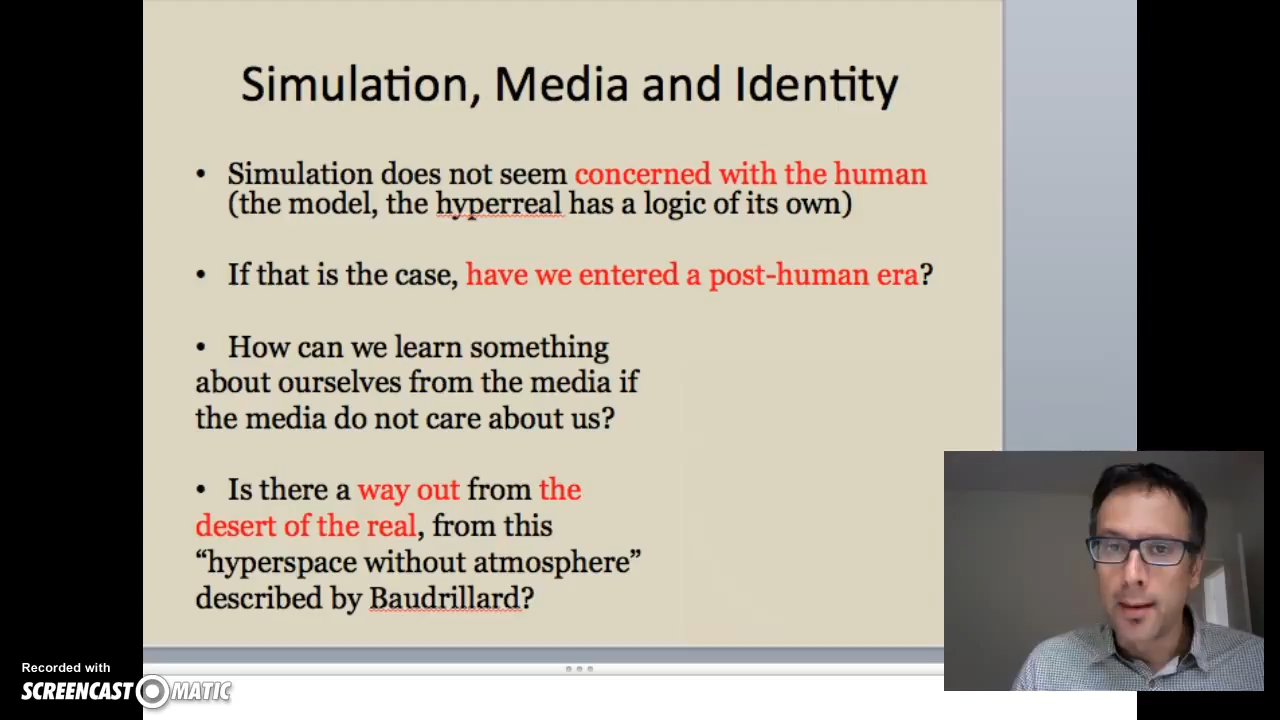 Simulation, Media and Identity
• Simulation does not seem concerned with the human
(the model, the hyperreal has a logic of its own)
• If that is the case, have we entered a post-human era?
• How can we learn something
about ourselves from the media if
the media do not care about us?
• Is there a way out from the
desert of the real, from this
“hyperspace without atmosphere”
described by Baudrillard?
Recorded with
SCREENCAST-O-MATIC